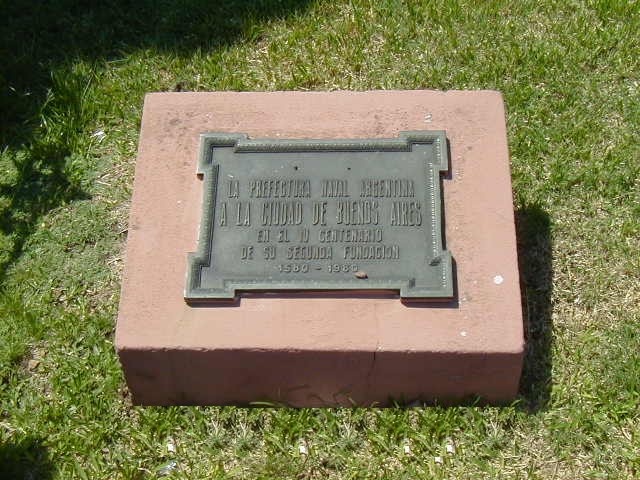 LA PREFECTURA NAVAL ARGENTINA
A LA CIUDAD DE BUENOS AIRES
EN EL IV CENTENARIO
DE SU SEGUNDA FUNDACION
1580 - 1980